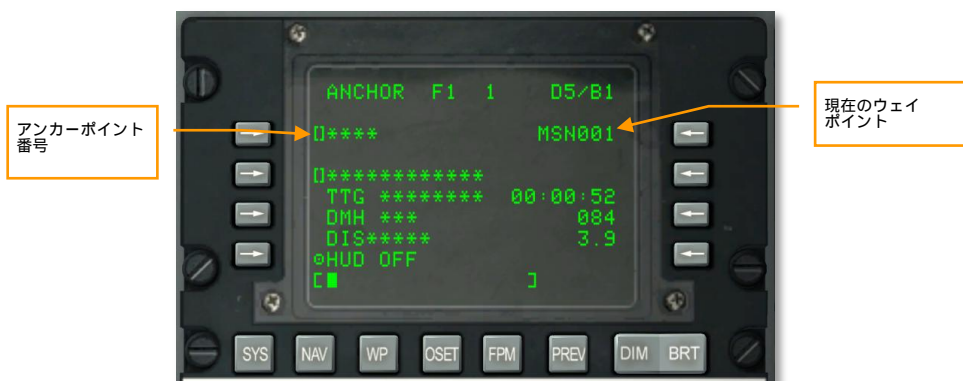 ANCHOR F1 1 D5/B1
アンカーポイント
番号
現在のウェイ
ポイント
[]**** MSN001
[]************
TTG ******** 00:00:52
DMH *** 084
DIS***** 3.9
⊙HUD OFF
[█ ]
SYS NAV WP OSET FPM PREV DIM BRT